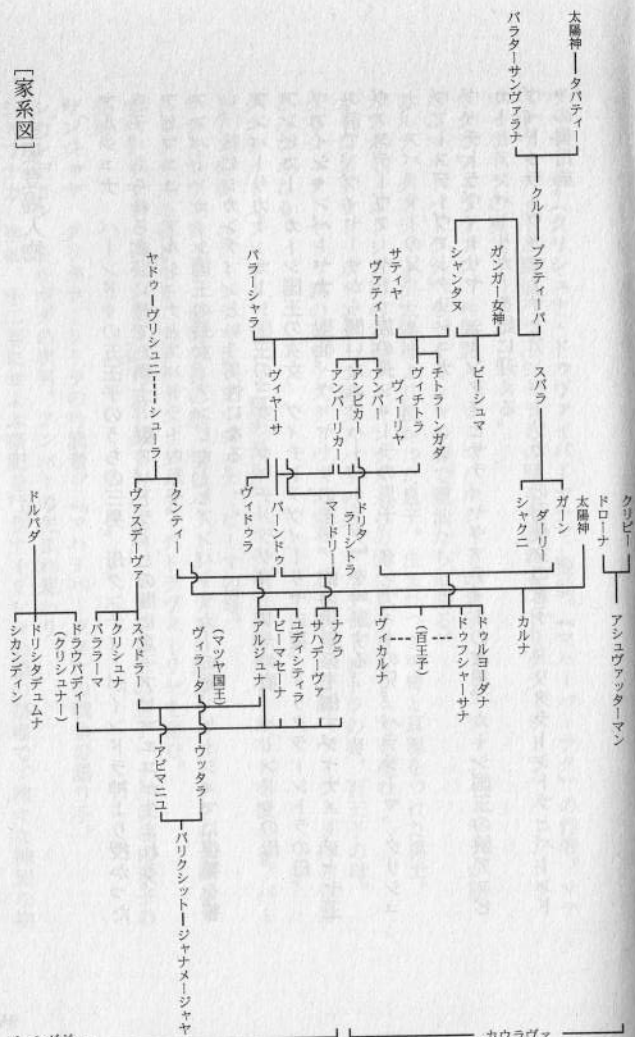 [家系図]
太陽神
タパティー
バラターサンヴァラナ
クル
プラティーパ
ガンガー女神
シャンタヌ
サティヤ
ヴァティー
パラーシャラ
ビーシュマ
チトラーンガダ
ヴィチトラ
ヴィーリヤ
アンバー
アンビカー
アンバーリカー
ヴィヤーサ
ヤドゥーヴリシュニ
シューラ
スバラ
ガーン
ダーリー
シャクニ
ドリタ
ラーシトラ
マードリー
パーンドゥ
ヴィドゥラ
クンティー
ヴァスデーヴァ
ドルパダ
クリピー
ドローナ
太陽神
アシュヴァッターマン
カルナ
ドゥルヨーダナ
ドゥフシャーサナ
(百王子)
ヴィカルナ
ナクラ
サハデーヴァ
ユディシティラ
ビーマセーナ
アルジュナ
(マツヤ国王)
ヴィラータ
スバドラー
クリシュナ
バララーマ
ドラウパディー
(クリシュナー)
ドリシタデュムナ
シカンディン
ウッタラー
アビマニユ
パリクシットージャナメージャヤ
カウラヴァ